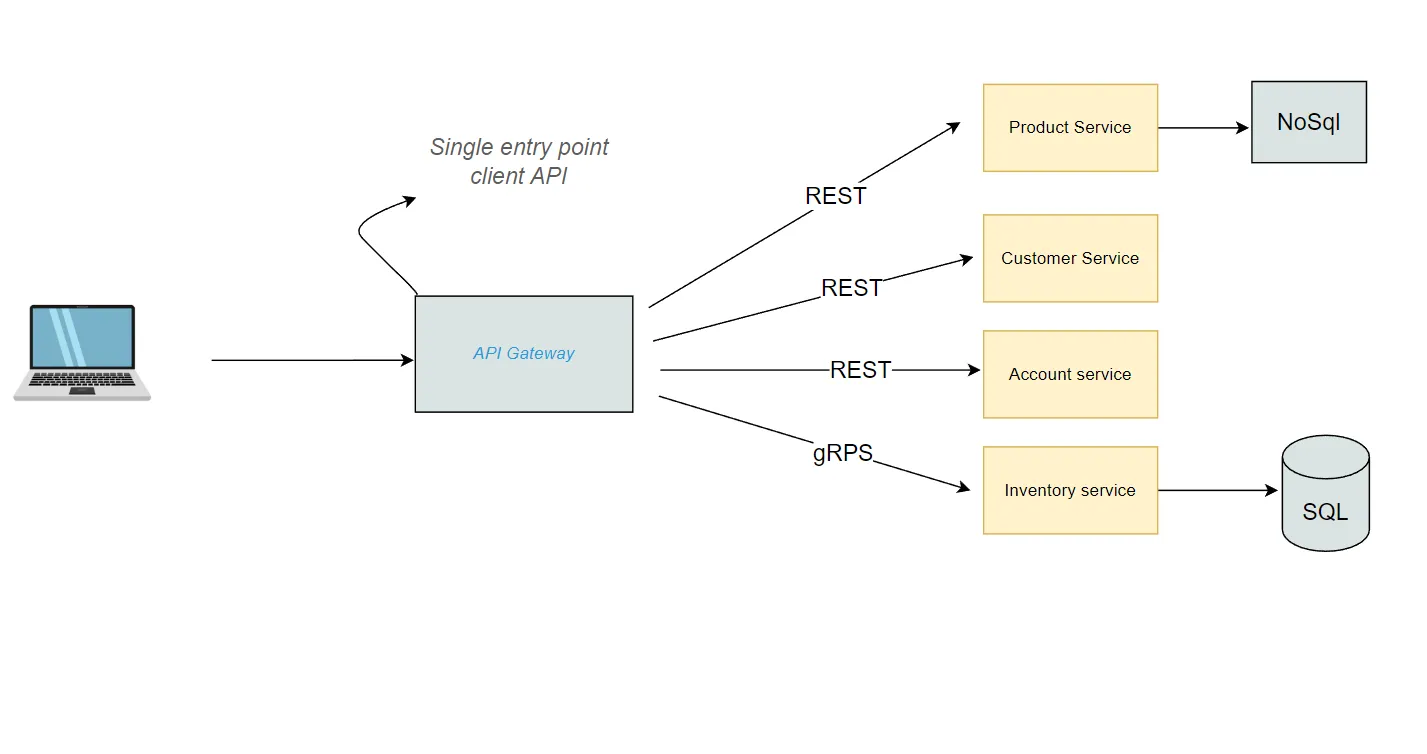 Single entry point
client API
API Gateway
REST
REST
REST
gRPS
Product Service
Customer Service
Account service
Inventory service
NoSql
SQL